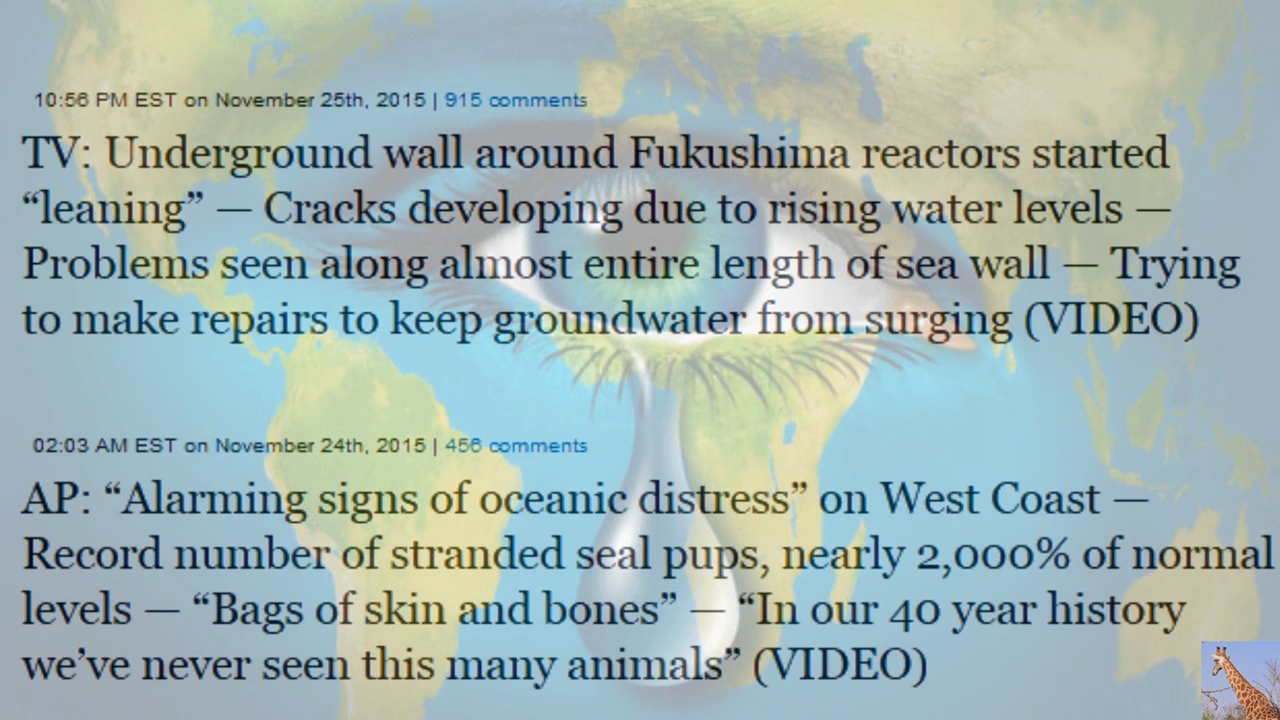 10:56 PM EST on November 25th, 2015 | 915 comments
TV: Underground wall around Fukushima reactors started
“leaning” — Cracks developing due to rising water levels —
Problems seen along almost entire length of sea wall — Trying
to make repairs to keep groundwater from surging (VIDEO)
02:03 AM EST on November 24th, 2015 | 456 comments
AP: “Alarming signs of oceanic distress” on West Coast —
Record number of stranded seal pups, nearly 2,000% of normal
levels — “Bags of skin and bones” — “In our 40 year history
we’ve never seen this many animals” (VIDEO)